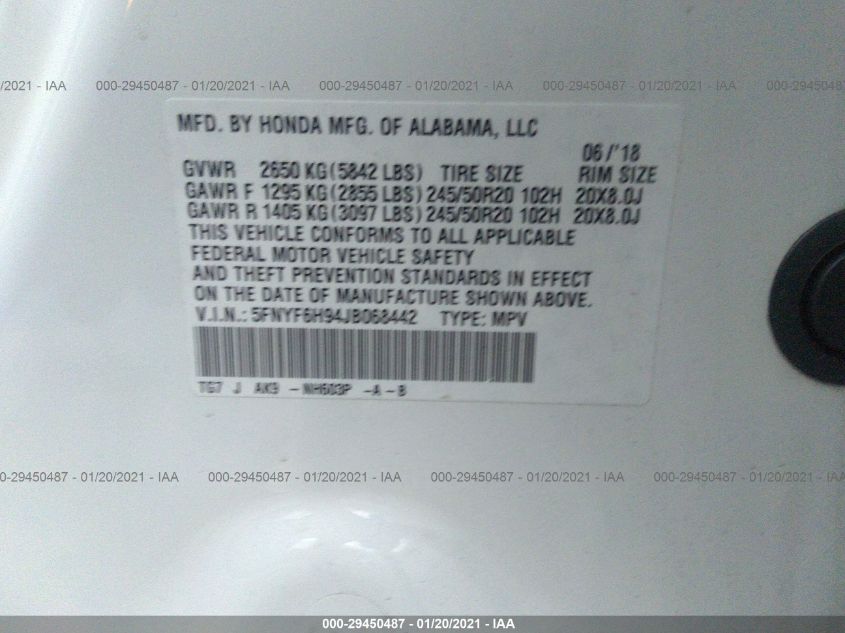 /2021 - IAA 000-29450487 - 01/20/2021 - IAA 000-29450487 - 01/20/2021 - IAA 000-29450487 - 01/20/2021 - IAA 000-29450487
MFD. BY HONDA MFG. OF ALABAMA, LLC
06/'18
GVWR 2650 KG(5842 LBS) TIRE SIZE RIM SIZE
GAWR F 1295 KG(2855 LBS) 245/50R20 102H 20X8.0J
GAWR R 1405 KG(3097 LBS) 245/50R20 102H 20X8.0J
THIS VEHICLE CONFORMS TO ALL APPLICABLE
FEDERAL MOTOR VEHICLE SAFETY
AND THEFT PREVENTION STANDARDS IN EFFECT
ON THE DATE OF MANUFACTURE SHOWN ABOVE.
V.I.N.: 5FNYF6H94JB068442 TYPE: MPV
TG7 J AK9 -NH603P -A-B
0-29450487 - 01/20/2021 - IAA 000-29450487 - 01/20/2021 - IAA 000-29450487 - 01/20/2021 - IAA 000-29450487 - 01/20/2021 - IAA
000-29450487 - 01/20/2021 - IAA